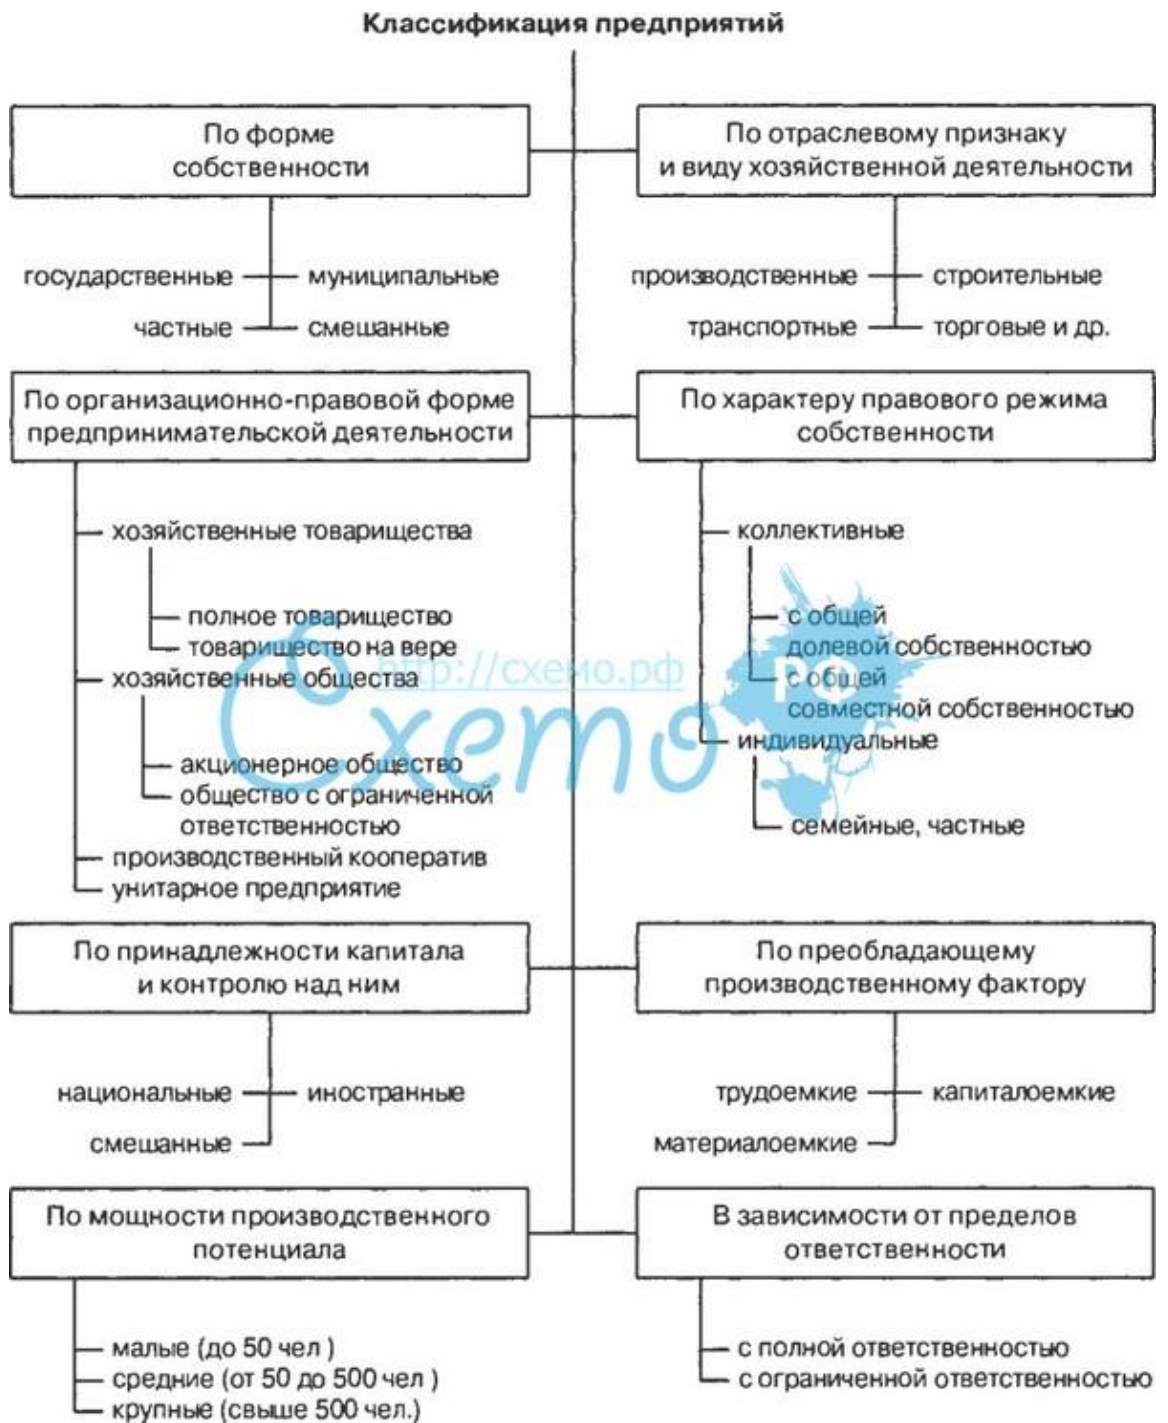 Классификация предприятий
По форме
собственности
государственные
муниципальные
частные
смешанные
По отраслевому признаку
и виду хозяйственной деятельности
производственные
строительные
транспортные
торговые и др.
По организационно-правовой форме
предпринимательской деятельности
хозяйственные товарищества
полное товарищество
товарищество на вере
хозяйственные общества
акционерное общество
общество с ограниченной
ответственностью
производственный кооператив
унитарное предприятие
По характеру правового режима
собственности
коллективные
с общей
долевой собственностью
с общей
совместной собственностью
индивидуальные
семейные, частные
http://схемо.рф
Схемо
РФ
По принадлежности капитала
и контролю над ним
национальные
иностранные
смешанные
По преобладающему
производственному фактору
трудоемкие
капиталоемкие
материалоемкие
По мощности производственного
потенциала
малые (до 50 чел )
средние (от 50 до 500 чел )
крупные (свыше 500 чел.)
В зависимости от пределов
ответственности
с полной ответственностью
с ограниченной ответственностью